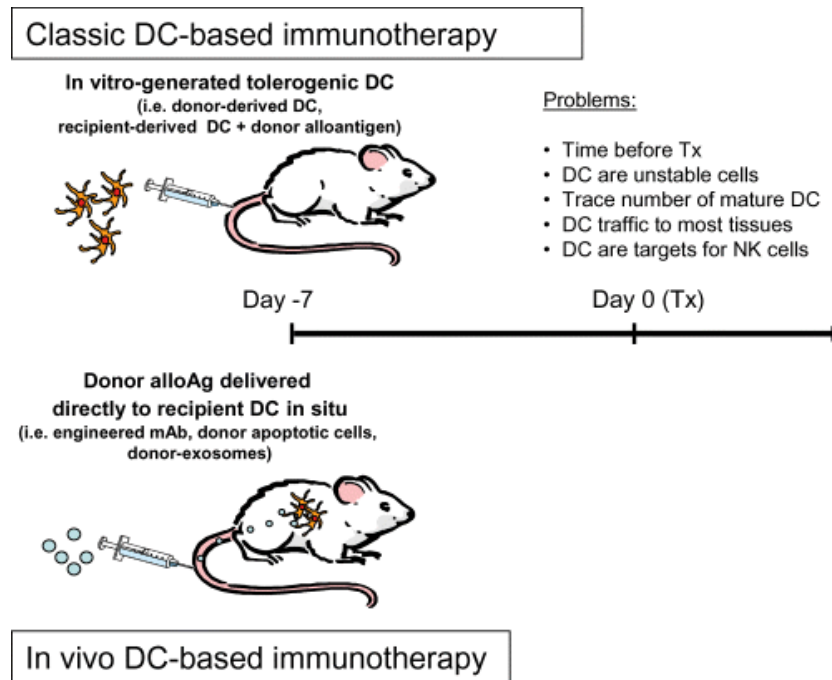 Classic DC-based immunotherapy
In vitro-generated tolerogenic DC
(i.e. donor-derived DC,
recipient-derived DC + donor alloantigen)
Problems:
• Time before Tx
• DC are unstable cells
• Trace number of mature DC
• DC traffic to most tissues
• DC are targets for NK cells
Day -7
Day 0 (Tx)
Donor alloAg delivered
directly to recipient DC in situ
(i.e. engineered mAb, donor apoptotic cells,
donor-exosomes)
In vivo DC-based immunotherapy